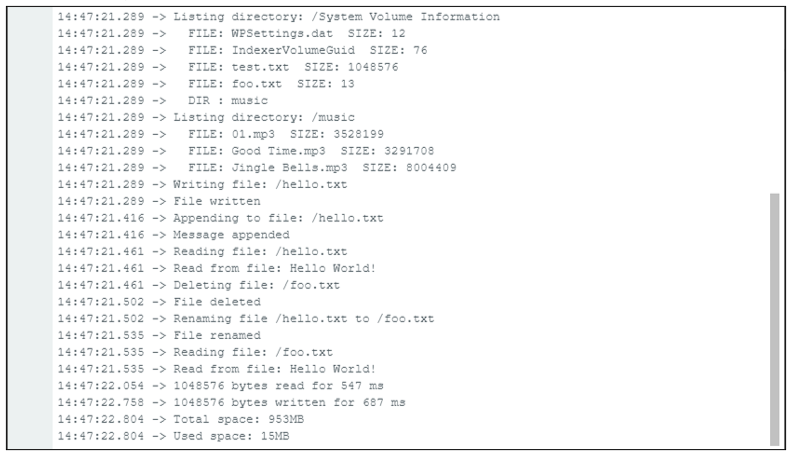 14:47:21.289 -> Listing directory: /System Volume Information
14:47:21.289 ->   FILE: WPSettings.dat  SIZE: 12
14:47:21.289 ->   FILE: IndexerVolumeGuid  SIZE: 76
14:47:21.289 ->   FILE: test.txt  SIZE: 1048576
14:47:21.289 ->   FILE: foo.txt  SIZE: 13
14:47:21.289 ->   DIR : music
14:47:21.289 -> Listing directory: /music
14:47:21.289 ->   FILE: 01.mp3  SIZE: 3528199
14:47:21.289 ->   FILE: Good Time.mp3  SIZE: 3291708
14:47:21.289 ->   FILE: Jingle Bells.mp3  SIZE: 8004409
14:47:21.289 -> Writing file: /hello.txt
14:47:21.289 -> File written
14:47:21.416 -> Appending to file: /hello.txt
14:47:21.416 -> Message appended
14:47:21.461 -> Reading file: /hello.txt
14:47:21.461 -> Read from file: Hello World!
14:47:21.461 -> Deleting file: /foo.txt
14:47:21.502 -> File deleted
14:47:21.502 -> Renaming file /hello.txt to /foo.txt
14:47:21.535 -> File renamed
14:47:21.535 -> Reading file: /foo.txt
14:47:21.535 -> Read from file: Hello World!
14:47:22.054 -> 1048576 bytes read for 547 ms
14:47:22.758 -> 1048576 bytes written for 687 ms
14:47:22.804 -> Total space: 953MB
14:47:22.804 -> Used space: 15MB